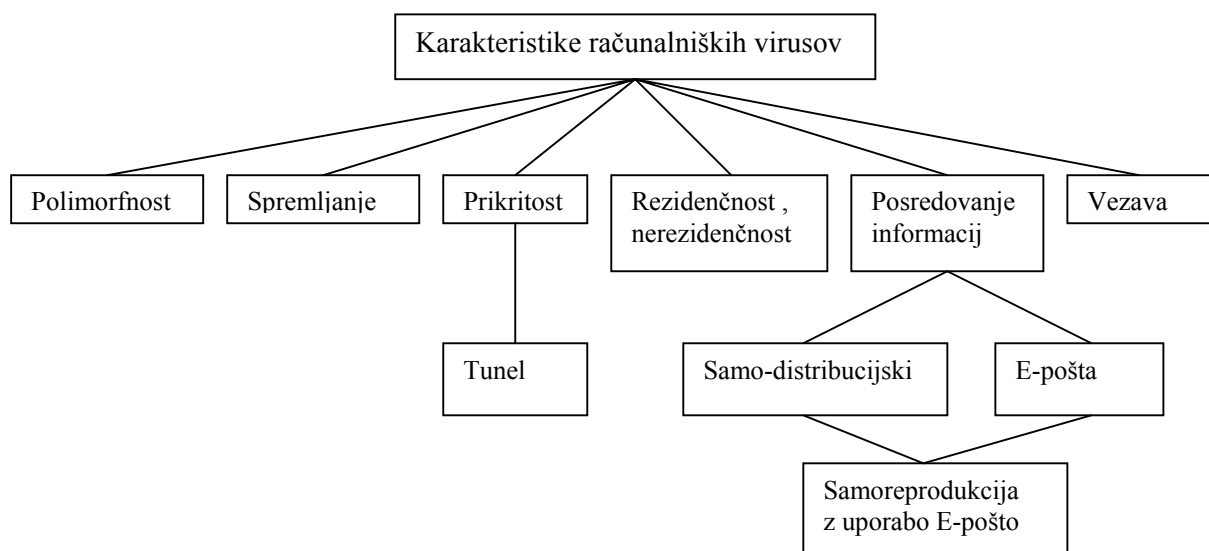 Karakteristike računalniških virusov
Polimorfnost
Spremljanje
Prikritost
Rezidenčnost ,
nerezidenčnost
Posredovanje
informacij
Vezava
Tunel
Samo-distribucijski
E-pošta
Samoreprodukcija
z uporabo E-pošto